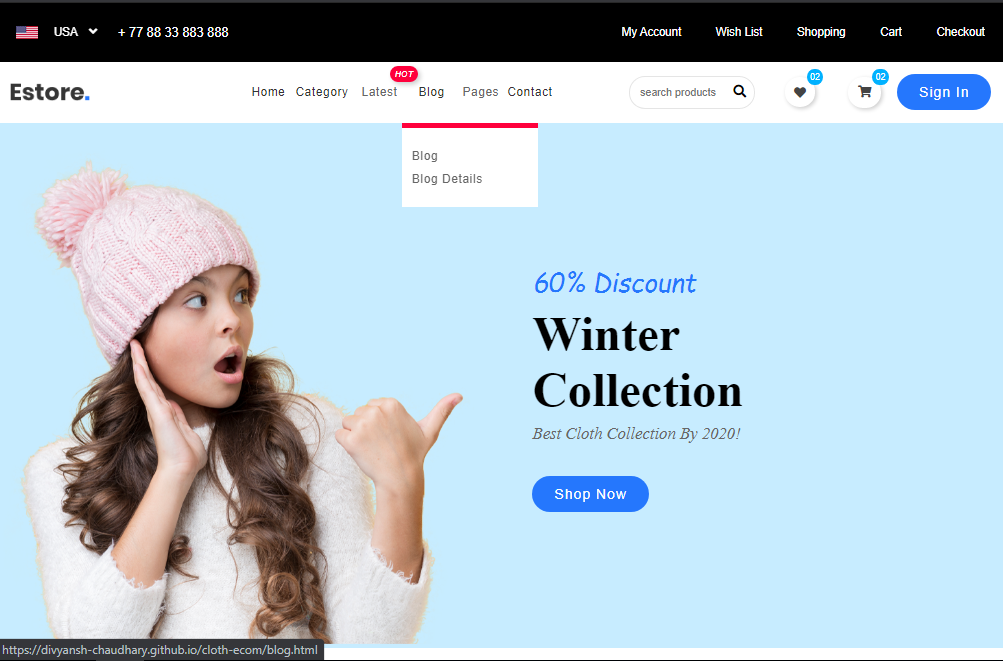 USA + 77 88 33 883 888 My Account Wish List Shopping Cart Checkout
HOT 02 02
Estore. Home Category Latest Blog Pages Contact search products Sign In
Blog
Blog Details
60% Discount
Winter
Collection
Best Cloth Collection By 2020!
Shop Now
https://divyansh-chaudhary.github.io/cloth-ecom/blog.html